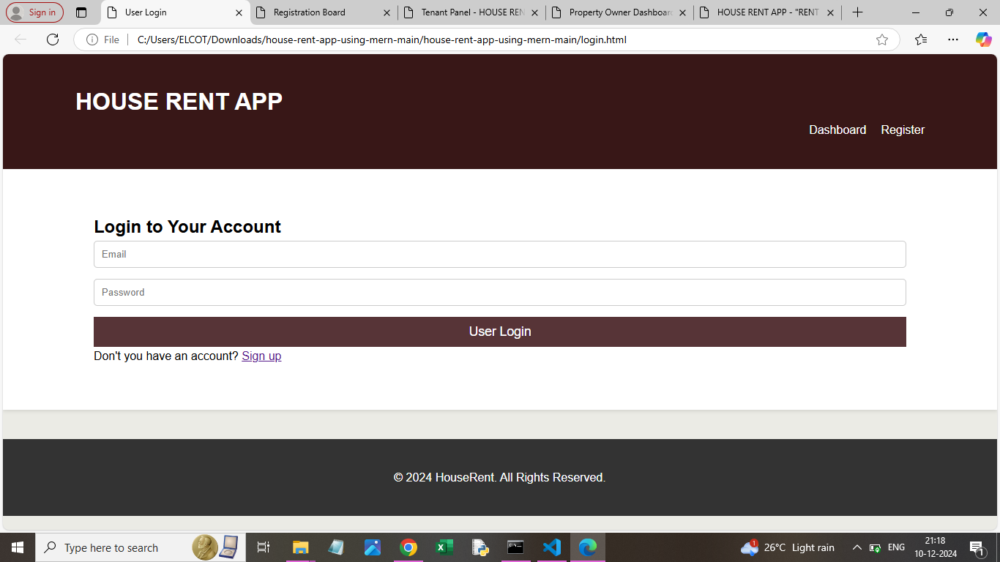 Sign in
User Login
Registration Board
Tenant Panel - HOUSE REN
Property Owner Dashboard
HOUSE RENT APP - "RENT
File
C:/Users/ELCOT/Downloads/house-rent-app-using-mern-main/house-rent-app-using-mern-main/login.html
HOUSE RENT APP
Dashboard Register
Login to Your Account
Email
Password
User Login
Don't you have an account? Sign up
© 2024 HouseRent. All Rights Reserved.
Type here to search
26°C Light rain
ENG
21:18
10-12-2024
1
1